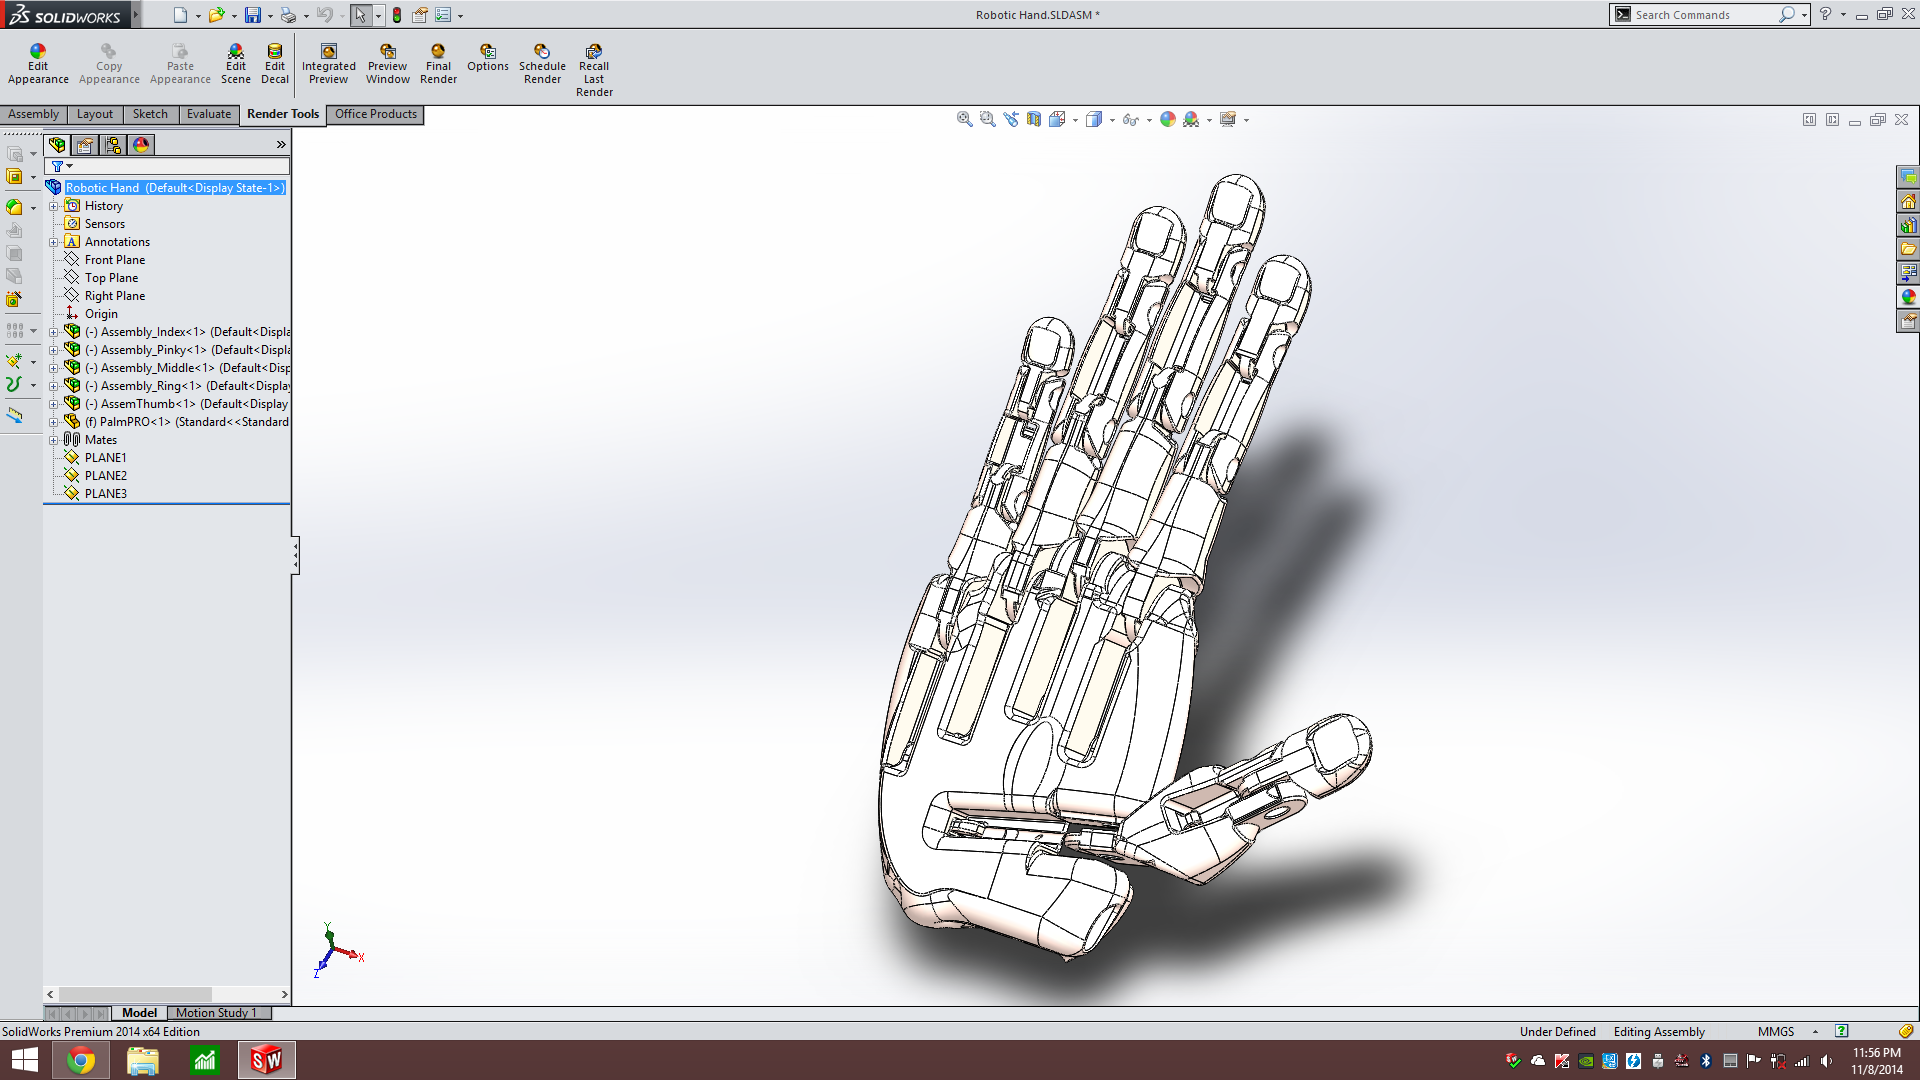 SOLIDWORKS
Robotic Hand.SLDASM *
Search Commands
Edit Appearance
Copy Appearance
Paste Appearance
Edit Scene
Edit Decal
Integrated Preview
Preview Window
Final Render
Options
Schedule Render
Recall Last Render
Assembly
Layout
Sketch
Evaluate
Render Tools
Office Products
Robotic Hand (Default<Display State-1>)
History
Sensors
Annotations
Front Plane
Top Plane
Right Plane
Origin
(-) Assembly_Index<1> (Default<Displa
(-) Assembly_Pinky<1> (Default<Displa
(-) Assembly_Middle<1> (Default<Disp
(-) Assembly_Ring<1> (Default<Display
(-) AssemThumb<1> (Default<Display
(f) PalmPRO<1> (Standard<<Standard
Mates
PLANE1
PLANE2
PLANE3
Y
X
Z
Model
Motion Study 1
SolidWorks Premium 2014 x64 Edition
Under Defined
Editing Assembly
MMGS
SW
11:56 PM
11/8/2014